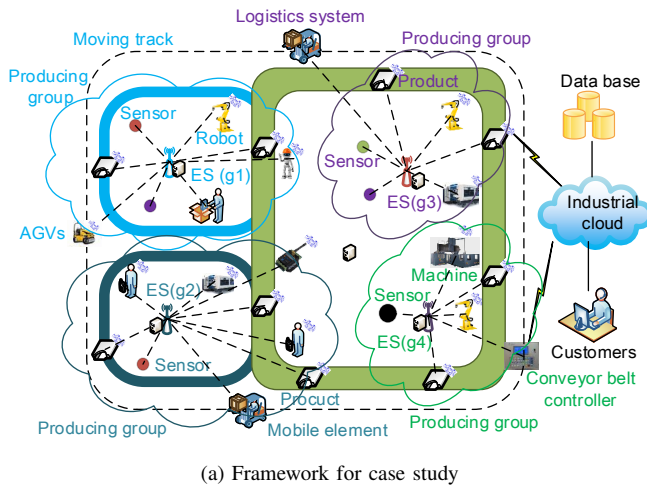 Logistics system
Moving track
Producing group
Producing group
Product
Data base
Sensor
Robot
Sensor
ES (g1)
ES(g3)
Industrial
cloud
AGVs
ES(g2)
Machine
Sensor
ES(g4)
Sensor
Customers
Procuct
Conveyor belt
controller
Producing group
Mobile element
Producing group
(a) Framework for case study